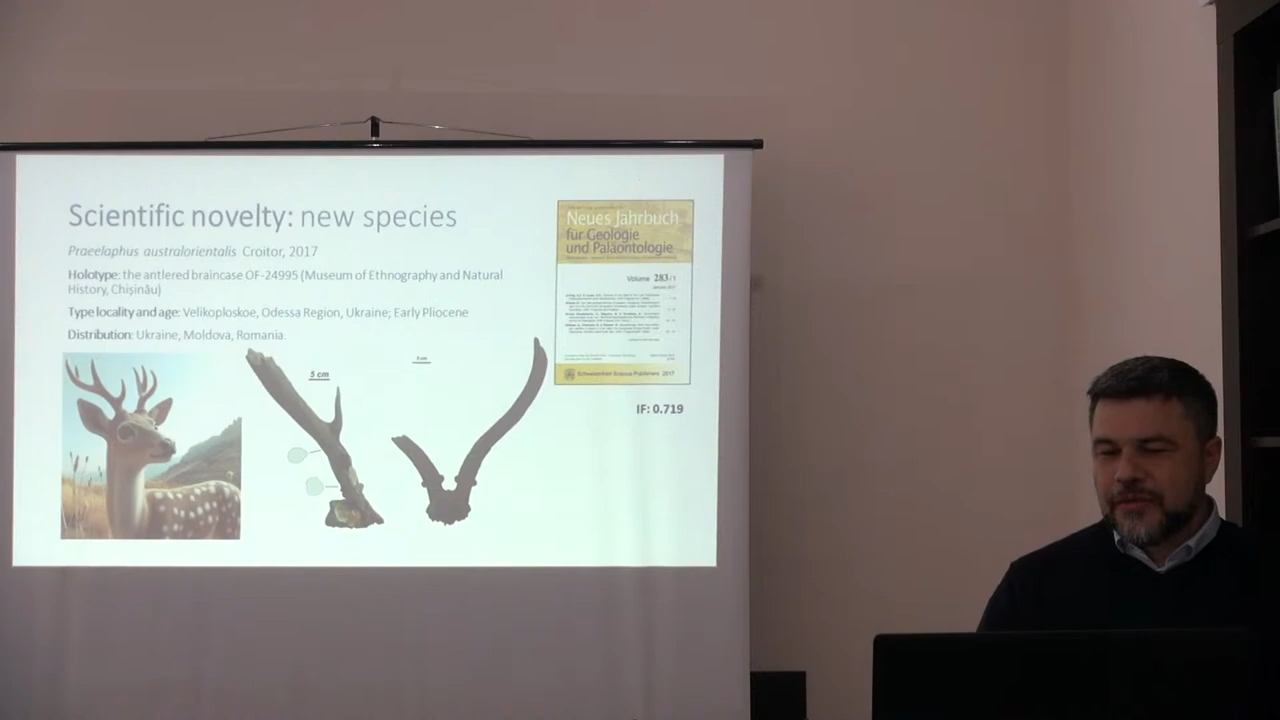 Scientific novelty: new species
Praeelaphus australorientalis Croitor, 2017
Holotype: the antlered braincase OF-24995 (Museum of Ethnography and Natural
History, Chișinău)
Type locality and age: Velikoploskoe, Odessa Region, Ukraine; Early Pliocene
Distribution: Ukraine, Moldova, Romania.
5 cm
5 cm
Neues Jahrbuch
für Geologie
und Paläontologie
Volume 283/1
January 2017
Schweizerbart Science Publishers 2017
IF: 0.719